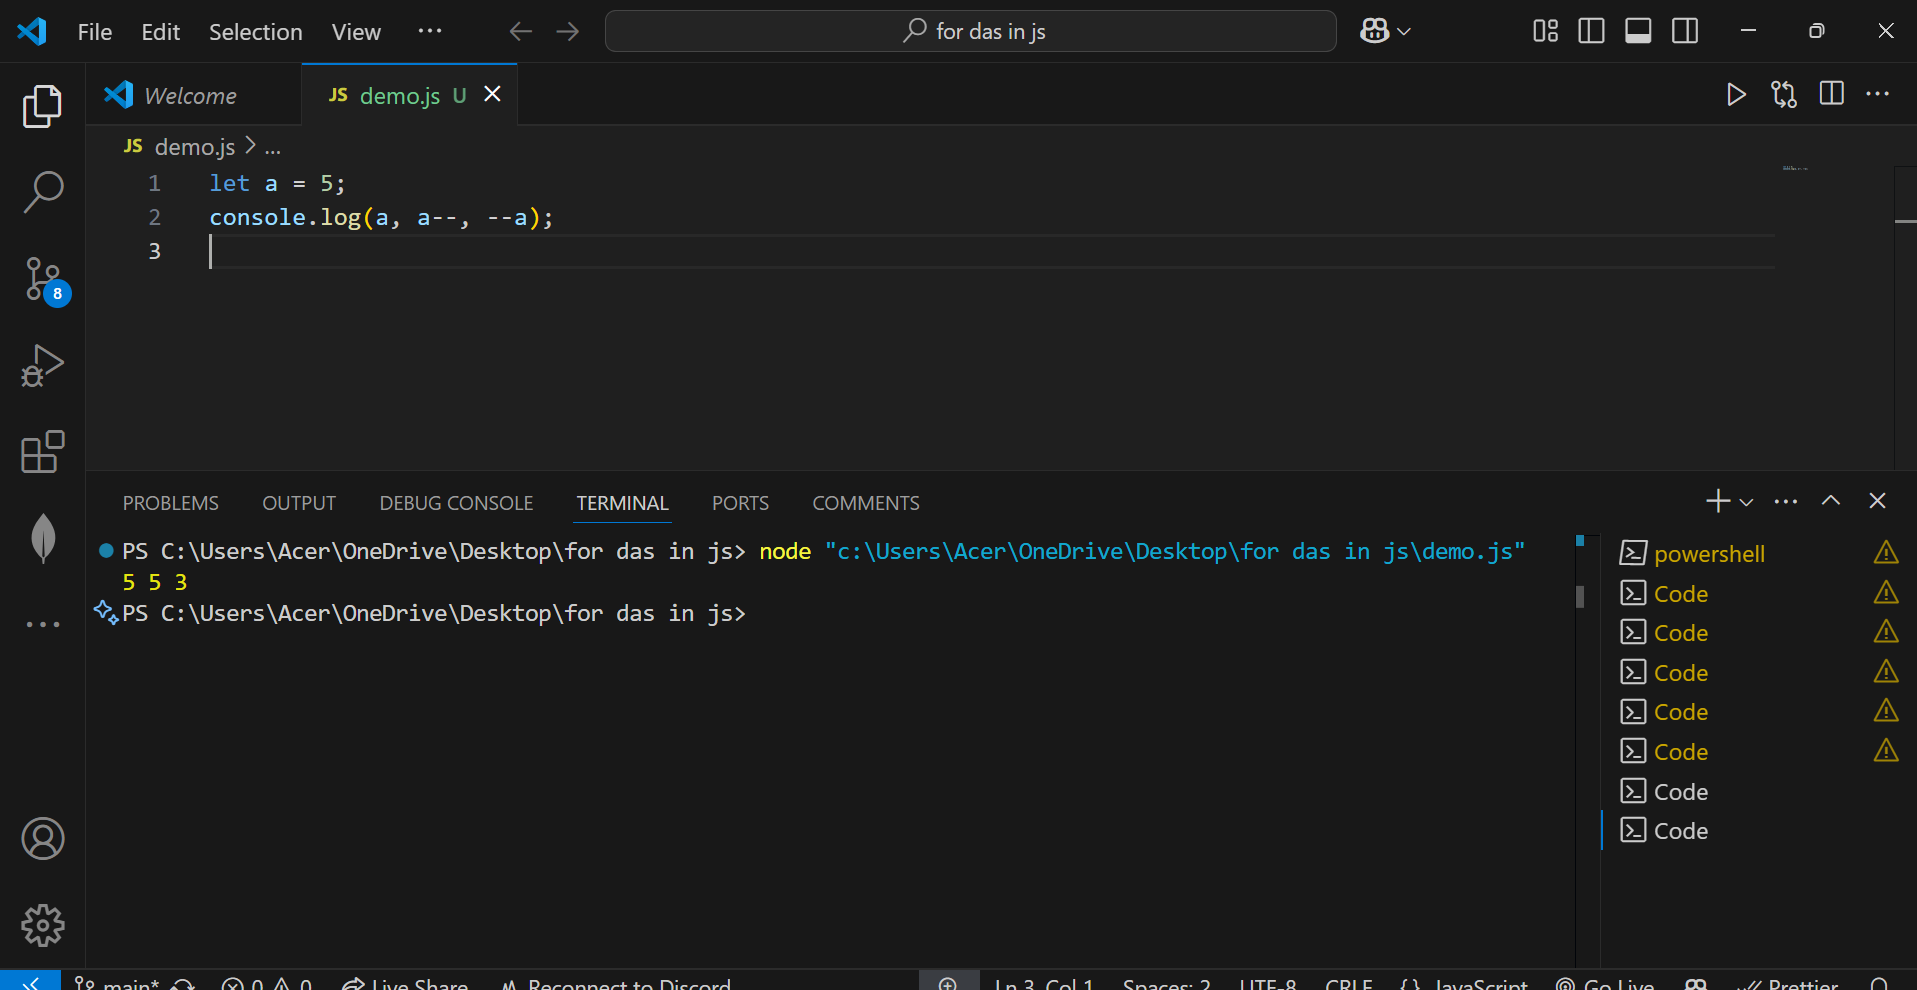 File Edit Selection View ··· for das in js
Welcome JS demo.js U
JS demo.js > ...
1 let a = 5;
2 console.log(a, a--, --a);
3
8
PROBLEMS OUTPUT DEBUG CONSOLE TERMINAL PORTS COMMENTS
PS C:\Users\Acer\OneDrive\Desktop\for das in js> node "c:\Users\Acer\OneDrive\Desktop\for das in js\demo.js"
5 5 3
PS C:\Users\Acer\OneDrive\Desktop\for das in js>
powershell
Code
Code
Code
Code
Code
Code
Code
main* 0 0 Live Share Reconnect to Discord Ln 3, Col 1 Spaces: 2 UTF-8 CRLF {} JavaScript Go Live Prettier